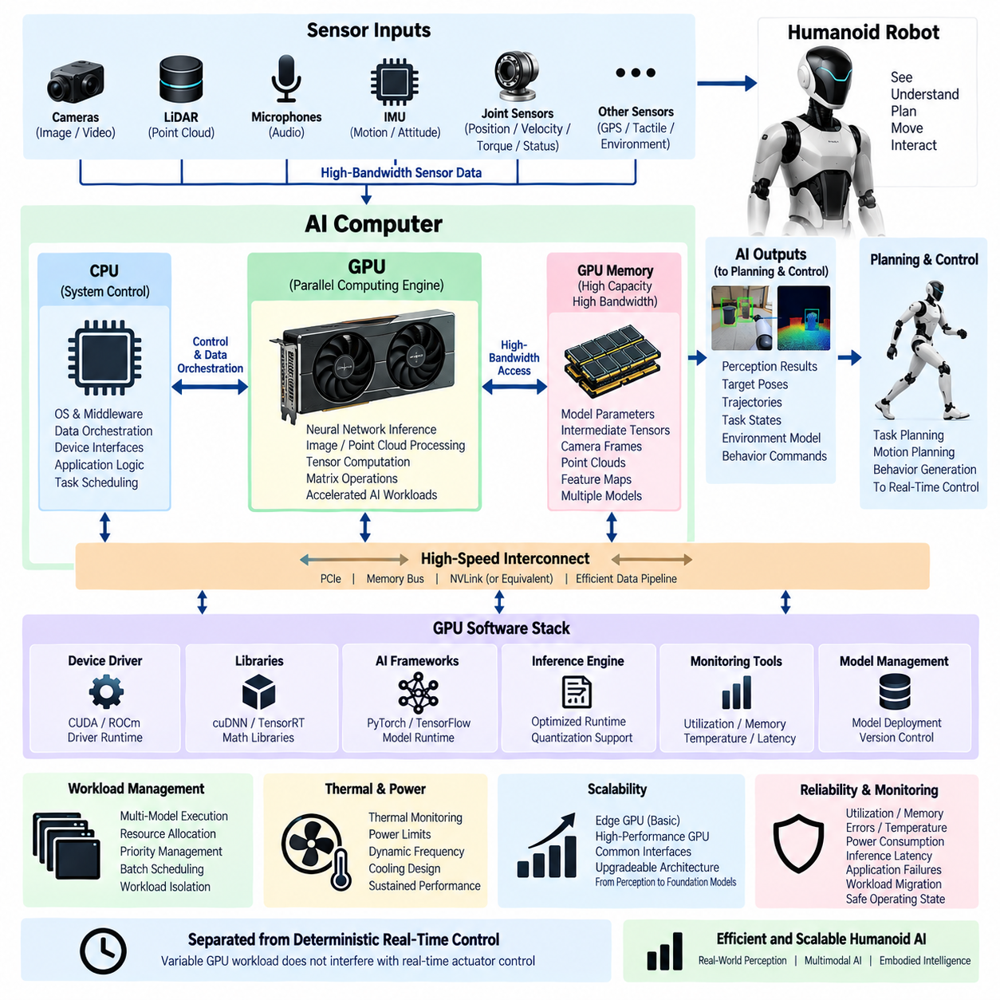 Sensor Inputs
Cameras
(Image / Video)
LiDAR
(Point Cloud)
Microphones
(Audio)
IMU
(Motion / Attitude)
Joint Sensors
(Position / Velocity /
Torque / Status)
Other Sensors
(GPS / Tactile /
Environment)
High-Bandwidth Sensor Data
Humanoid Robot
See
Understand
Plan
Move
Interact
AI Computer
CPU
(System Control)
OS & Middleware
Data Orchestration
Device Interfaces
Application Logic
Task Scheduling
Control
& Data
Orchestration
GPU
(Parallel Computing Engine)
Neural Network Inference
Image / Point Cloud Processing
Tensor Computation
Matrix Operations
Accelerated AI Workloads
High-
Bandwidth
Access
GPU Memory
(High Capacity
High Bandwidth)
Model Parameters
Intermediate Tensors
Camera Frames
Point Clouds
Feature Maps
Multiple Models
AI Outputs
(to Planning & Control)
Perception Results
Target Poses
Trajectories
Task States
Environment Model
Behavior Commands
Planning & Control
Task Planning
Motion Planning
Behavior Generation
To Real-Time Control
High-Speed Interconnect
PCIe | Memory Bus | NVLink (or Equivalent) | Efficient Data Pipeline
GPU Software Stack
Device Driver
CUDA / ROCm
Driver Runtime
Libraries
cuDNN / TensorRT
Math Libraries
AI Frameworks
PyTorch / TensorFlow
Model Runtime
Inference Engine
Optimized Runtime
Quantization Support
Monitoring Tools
Utilization / Memory
Temperature / Latency
Model Management
Model Deployment
Version Control
Workload Management
Multi-Model Execution
Resource Allocation
Priority Management
Batch Scheduling
Workload Isolation
Thermal & Power
Thermal Monitoring
Power Limits
Dynamic Frequency
Cooling Design
Sustained Performance
Scalability
Edge GPU (Basic)
High-Performance GPU
Common Interfaces
Upgradeable Architecture
From Perception to Foundation Models
Reliability & Monitoring
Utilization / Memory
Errors / Temperature
Power Consumption
Inference Latency
Application Failures
Workload Migration
Safe Operating State
Separated from Deterministic Real-Time Control
Variable GPU workload does not interfere with real-time actuator control
Efficient and Scalable Humanoid AI
Real-World Perception | Multimodal AI | Embodied Intelligence